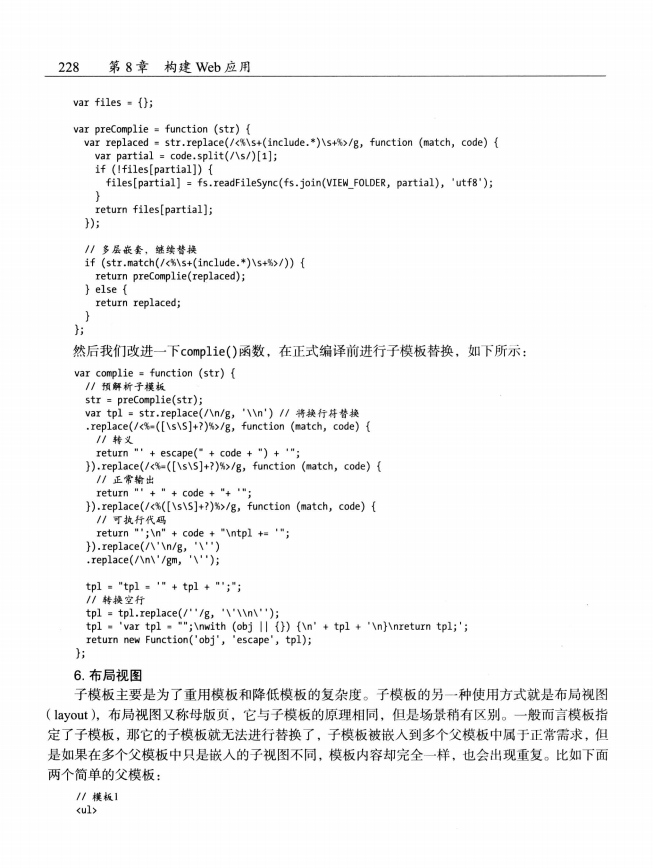 228 第 8 章 构建 Web 应用
var files = {};
var preComplie = function (str) {
var replaced = str.replace(/<%\s+(include.*)\s+%>/g, function (match, code) {
var partial = code.split(/\s/)[1];
if (!files[partial]) {
files[partial] = fs.readFileSync(fs.join(VIEW_FOLDER, partial), 'utf8');
}
return files[partial];
});
// 多层嵌套，继续替换
if (str.match(/<%\s+(include.*)\s+%>/)) {
return preComplie(replaced);
} else {
return replaced;
}
};
然后我们改进一下complie()函数，在正式编译前进行子模板替换，如下所示：
var complie = function (str) {
// 预解析子模板
str = preComplie(str);
var tpl = str.replace(/\n/g, '\\n') // 将换行符替换
.replace(/<%=([\s\S]+?)%>/g, function (match, code) {
// 转义
return "' + escape(" + code + ") + '";
}).replace(/<%=([\s\S]+?)%>/g, function (match, code) {
// 正常输出
return "' + " + code + "+ '";
}).replace(/<%([\s\S]+?)%>/g, function (match, code) {
// 可执行代码
return "';\n" + code + "\ntpl += '";
}).replace(/\'\n/g, '\'')
.replace(/\n\'/gm, '\'');
tpl = "tpl = '" + tpl + "';";
// 转换空行
tpl = tpl.replace(/''/g, '\'\\n\'');
tpl = 'var tpl = "";\nwith (obj || {}) {\n' + tpl + '\n}\nreturn tpl;';
return new Function('obj', 'escape', tpl);
};
6. 布局视图
子模板主要是为了重用模板和降低模板的复杂度。子模板的另一种使用方式就是布局视图
（layout），布局视图又称母版页，它与子模板的原理相同，但是场景稍有区别。一般而言模板指
定了子模板，那它的子模板就无法进行替换了，子模板被嵌入到多个父模板中属于正常需求，但
是如果在多个父模板中只是嵌入的子视图不同，模板内容却完全一样，也会出现重复。比如下面
两个简单的父模板：
// 模板1
<ul>